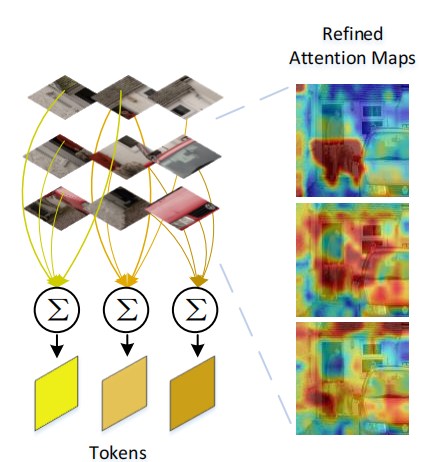 Refined
Attention Maps
Σ Σ Σ
Tokens